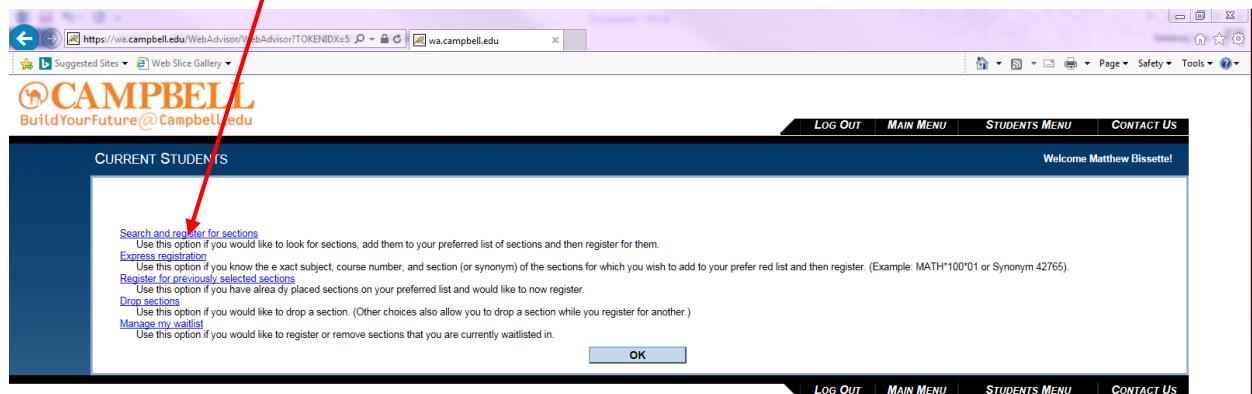 https://wa.campbell.edu/WebAdvisor/WebAdvisor?TOKENIDX=5
wa.campbell.edu
Suggested Sites
Web Slice Gallery
Page Safety Tools
CAMPBELL
BuildYourFuture@Campbell.edu
LOG OUT MAIN MENU STUDENTS MENU CONTACT US
CURRENT STUDENTS
Welcome Matthew Bissette!
Search and register for sections
Use this option if you would like to look for sections, add them to your preferred list of sections and then register for them.
Express registration
Use this option if you know the e xact subject, course number, and section (or synonym) of the sections for which you wish to add to your prefer red list and then register. (Example: MATH*100*01 or Synonym 42765).
Register for previously selected sections
Use this option if you have alrea dy placed sections on your preferred list and would like to now register.
Drop sections
Use this option if you would like to drop a section. (Other choices also allow you to drop a section while you register for another.)
Manage my waitlist
Use this option if you would like to register or remove sections that you are currently waitlisted in.
OK
LOG OUT MAIN MENU STUDENTS MENU CONTACT US